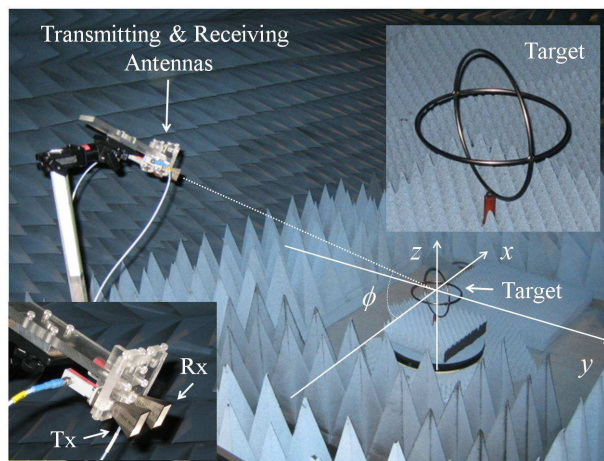 Transmitting & Receiving
Antennas
Target
z
x
Target
ϕ
y
Rx
Tx